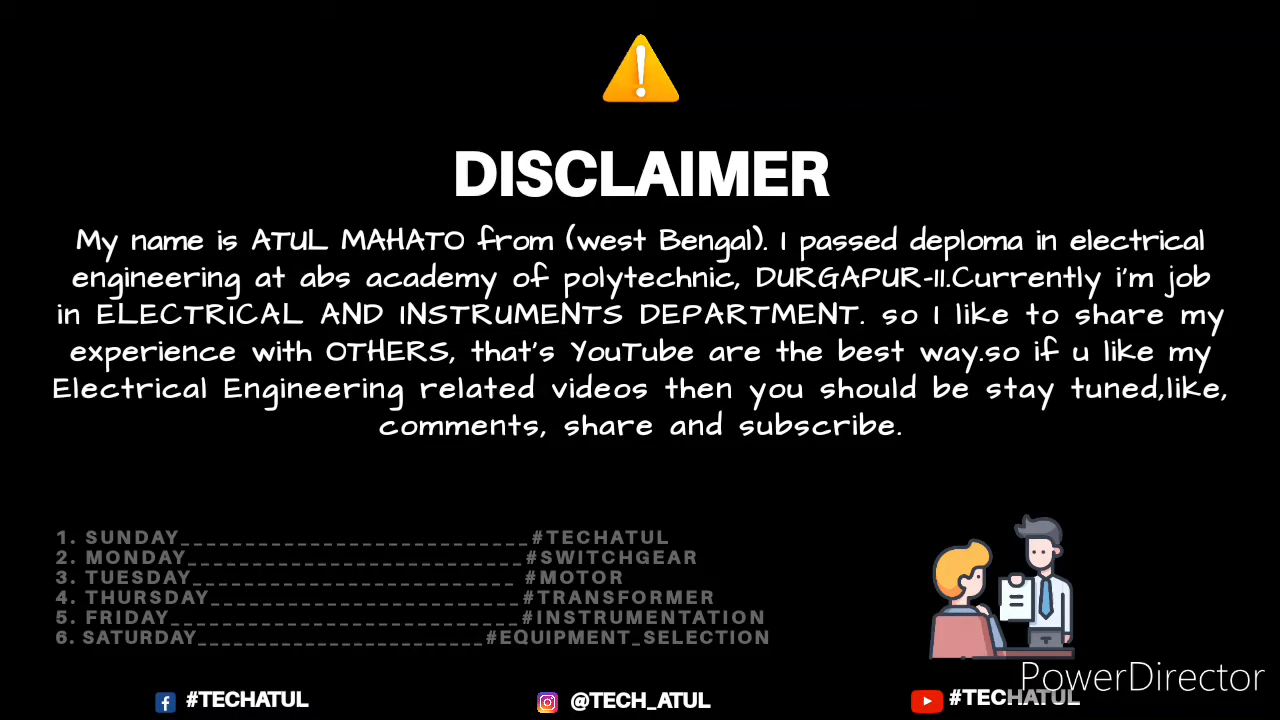 DISCLAIMER
My name is ATUL MAHATO from (west Bengal). I passed deploma in electrical
engineering at abs academy of polytechnic, DURGAPUR-II.Currently i'm job
in ELECTRICAL AND INSTRUMENTS DEPARTMENT. so I like to share my
experience with OTHERS, that's YouTube are the best way.so if u like my
Electrical Engineering related videos then you should be stay tuned,like,
comments, share and subscribe.
1. SUNDAY___________________________#TECHATUL
2. MONDAY__________________________#SWITCHGEAR
3. TUESDAY_________________________ #MOTOR
4. THURSDAY________________________#TRANSFORMER
5. FRIDAY___________________________#INSTRUMENTATION
6. SATURDAY______________________#EQUIPMENT_SELECTION
PowerDirector
#TECHATUL @TECH_ATUL #TECHATUL